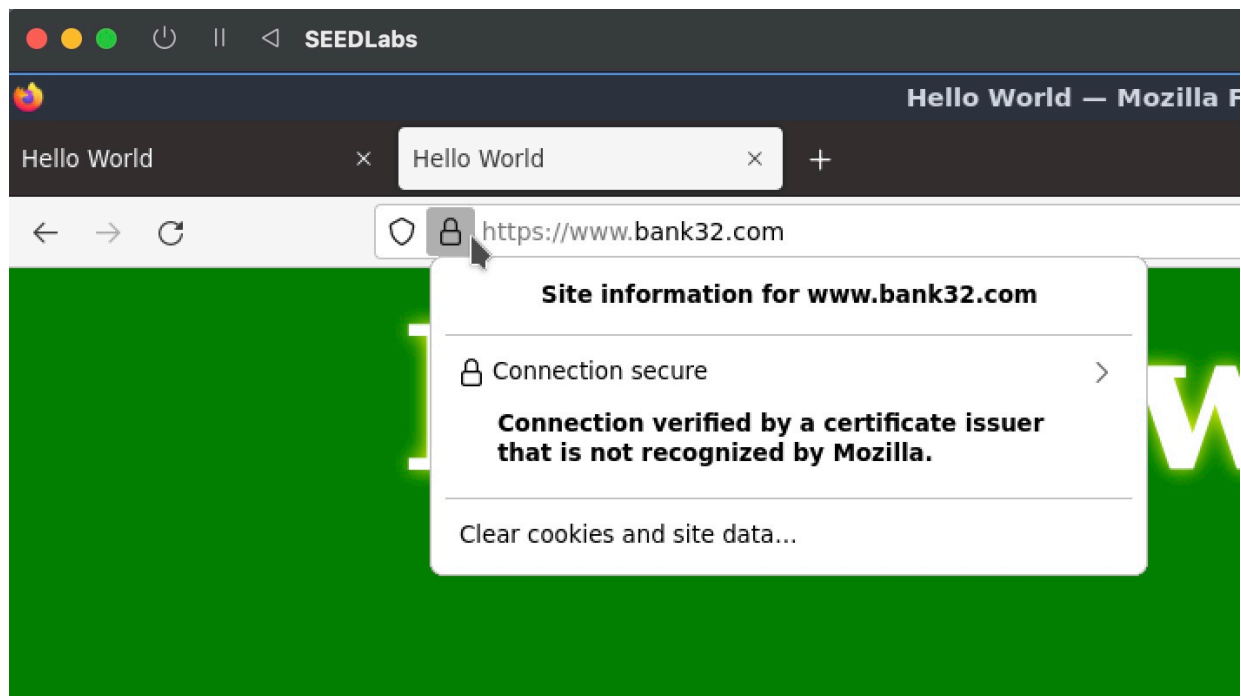 SEEDLabs
Hello World — Mozilla F
Hello World
Hello World
https://www.bank32.com
Site information for www.bank32.com
Connection secure
Connection verified by a certificate issuer
that is not recognized by Mozilla.
Clear cookies and site data...